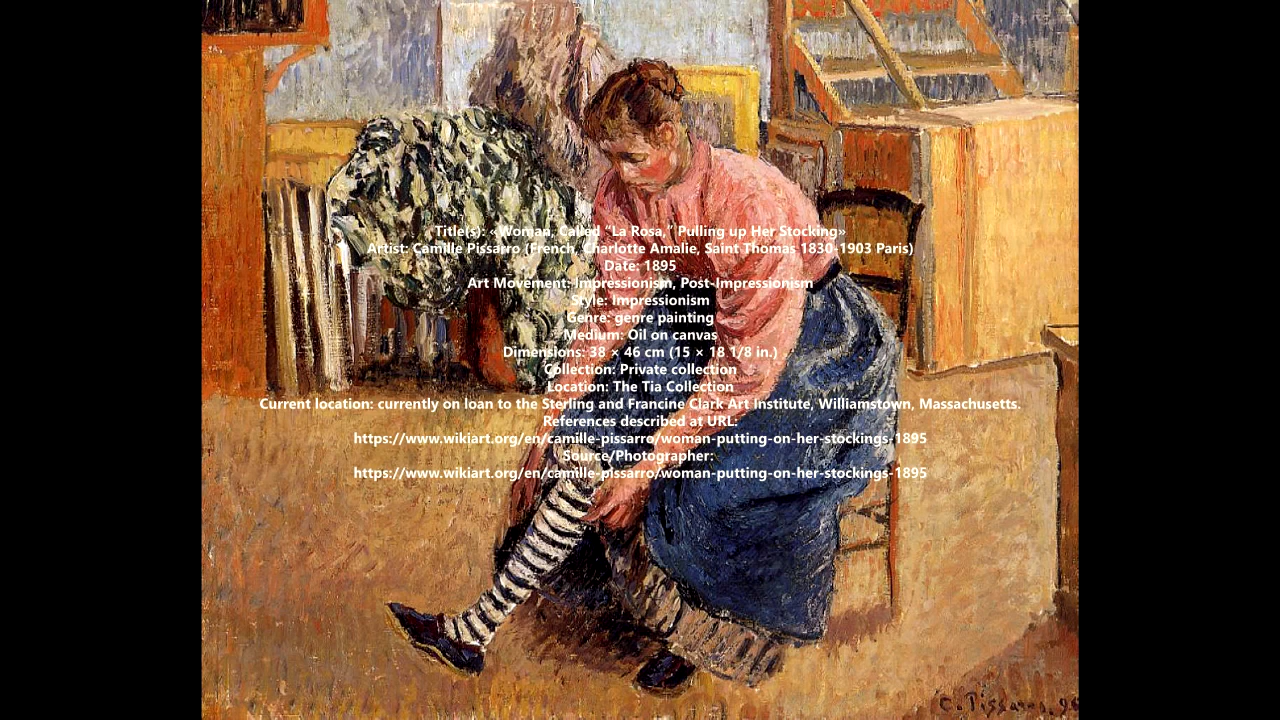 Title(s): «Woman, Called “La Rosa,” Pulling up Her Stocking»
Artist: Camille Pissarro (French, Charlotte Amalie, Saint Thomas 1830-1903 Paris)
Date: 1895
Art Movement: Impressionism, Post-Impressionism
Style: Impressionism
Genre: genre painting
Medium: Oil on canvas
Dimensions: 38 × 46 cm (15 × 18 1/8 in.)
Collection: Private collection
Location: The Tia Collection
Current location: currently on loan to the Sterling and Francine Clark Art Institute, Williamstown, Massachusetts.
References described at URL:
https://www.wikiart.org/en/camille-pissarro/woman-putting-on-her-stockings-1895
Source/Photographer:
https://www.wikiart.org/en/camille-pissarro/woman-putting-on-her-stockings-1895
C. Pissarro.